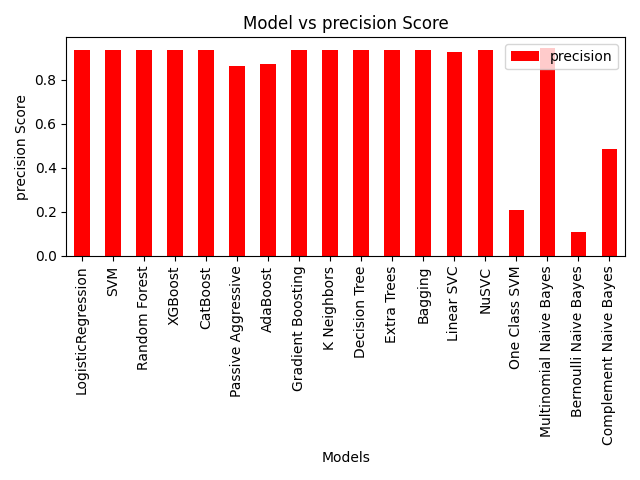 Model vs precision Score
precision
precision Score
0.8
0.6
0.4
0.2
0.0
LogisticRegression
SVM
Random Forest
XGBoost
CatBoost
Passive Aggressive
AdaBoost
Gradient Boosting
K Neighbors
Decision Tree
Extra Trees
Bagging
Linear SVC
NuSVC
One Class SVM
Multinomial Naive Bayes
Bernoulli Naive Bayes
Complement Naive Bayes
Models